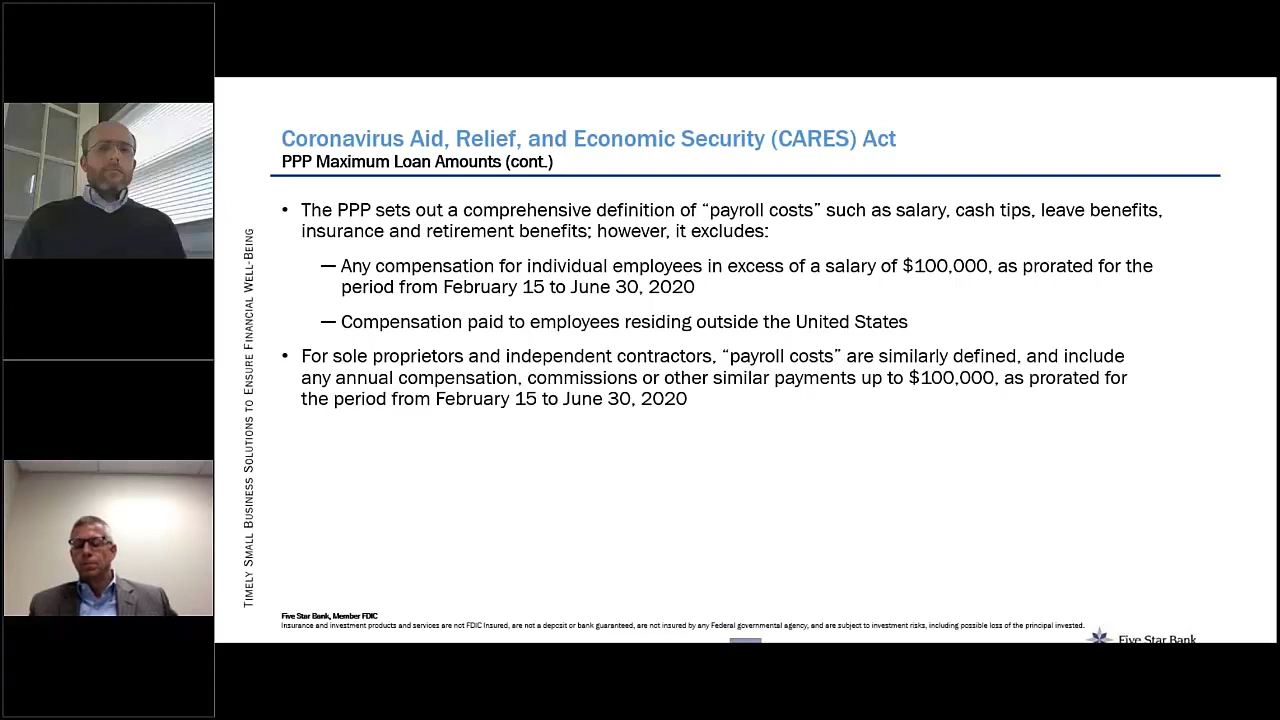 Coronavirus Aid, Relief, and Economic Security (CARES) Act
PPP Maximum Loan Amounts (cont.)
• The PPP sets out a comprehensive definition of “payroll costs” such as salary, cash tips, leave benefits,
insurance and retirement benefits; however, it excludes:
— Any compensation for individual employees in excess of a salary of $100,000, as prorated for the
period from February 15 to June 30, 2020
— Compensation paid to employees residing outside the United States
• For sole proprietors and independent contractors, “payroll costs” are similarly defined, and include
any annual compensation, commissions or other similar payments up to $100,000, as prorated for
the period from February 15 to June 30, 2020
TIMELY SMALL BUSINESS SOLUTIONS TO ENSURE FINANCIAL WELL-BEING
Five Star Bank, Member FDIC
Insurance and investment products and services are not FDIC Insured, are not a deposit or bank guaranteed, are not insured by any Federal governmental agency, and are subject to investment risks, including possible loss of the principal invested.
Five Star Bank